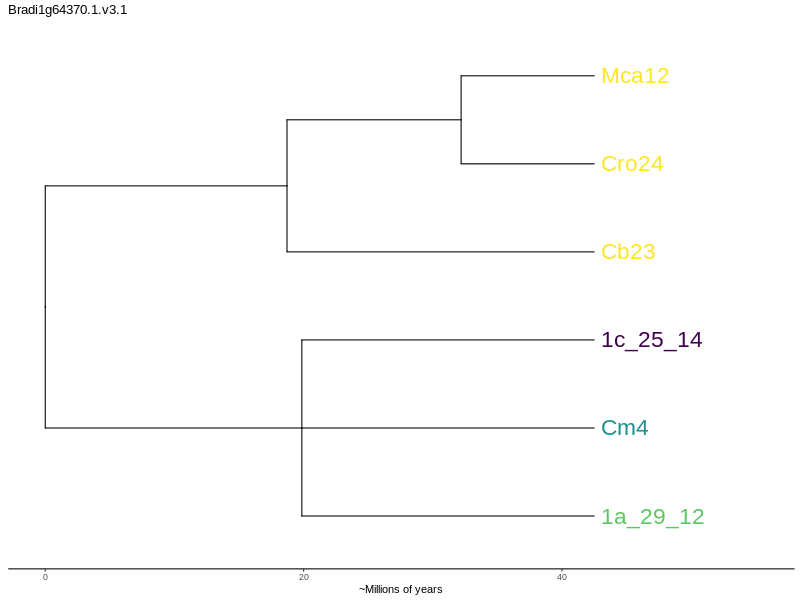 Bradi1g64370.1.v3.1
Mca12
Cro24
Cb23
1c_25_14
Cm4
1a_29_12
0 20 40
~Millions of years